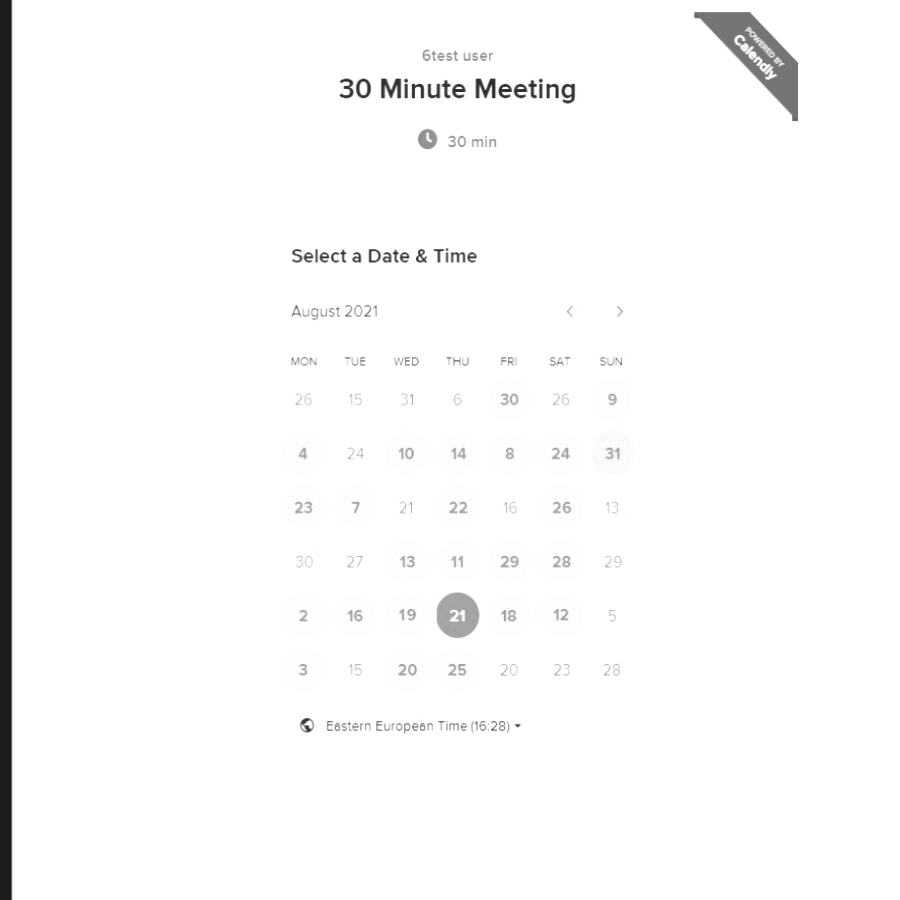 POWERED BY
Calendly
6test user
30 Minute Meeting
30 min
Select a Date & Time
August 2021
MON TUE WED THU FRI SAT SUN
26 15 31 6 30 26 9
4 24 10 14 8 24 31
23 7 21 22 16 26 13
30 27 13 11 29 28 29
2 16 19 21 18 12 5
3 15 20 25 20 23 28
Eastern European Time (16:28)